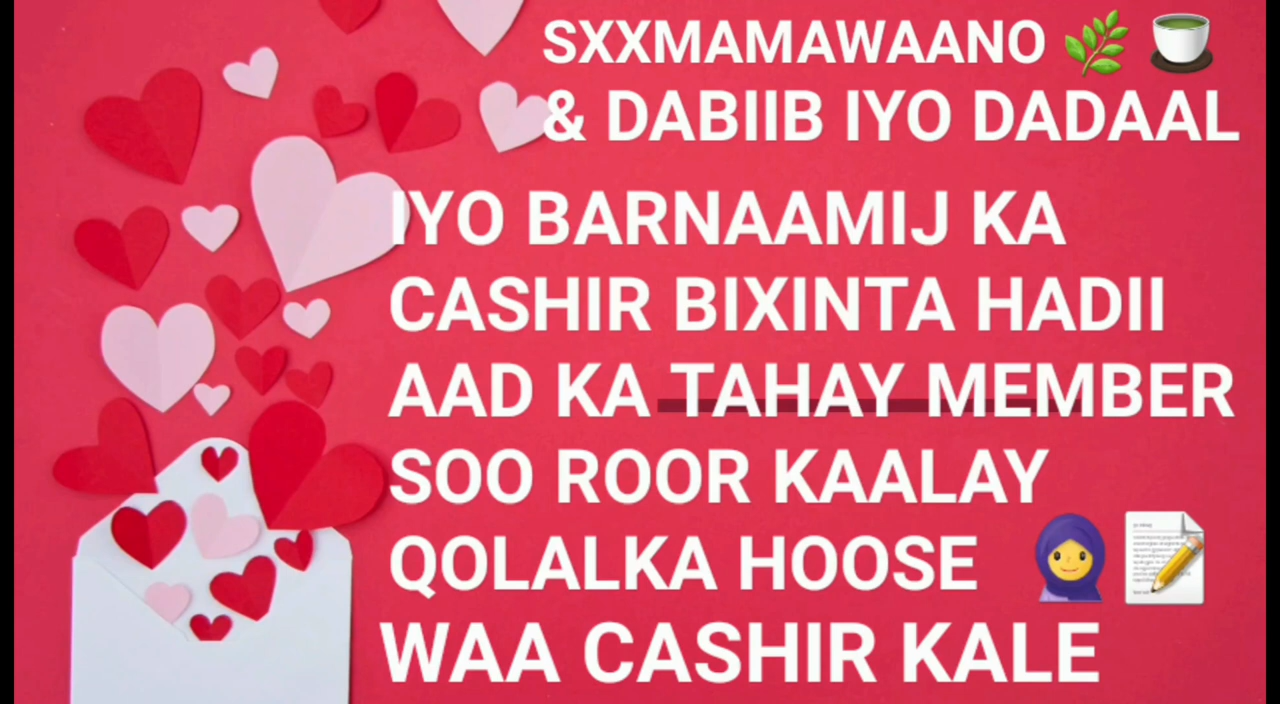 SXXMAMAWAANO 🌿 🍵
& DABIIB IYO DADAAL
IYO BARNAAMIJ KA
CASHIR BIXINTA HADII
AAD KA TAHAY MEMBER
SOO ROOR KAALAY
QOLALKA HOOSE 🧕 📝
WAA CASHIR KALE